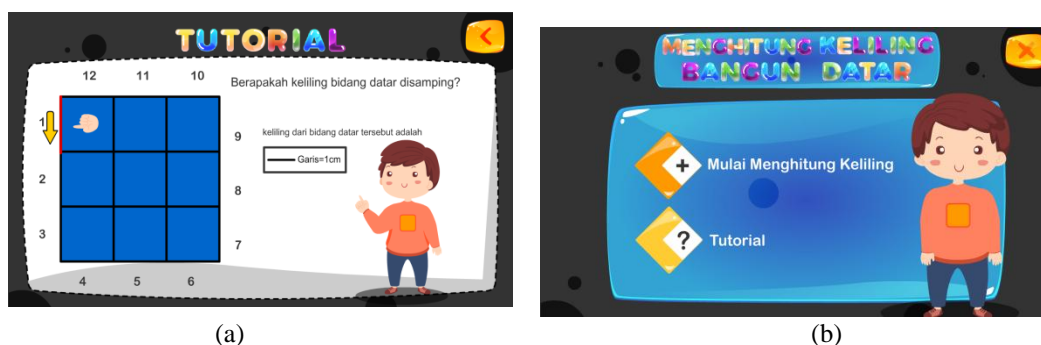 TUTORIAL
12 11 10
Berapakah keliling bidang datar disamping?
1
9
keliling dari bidang datar tersebut adalah
Garis=1cm
2
8
3
7
4 5 6
(a)
MENGHITUNG KELILING
BANGUN DATAR
+ Mulai Menghitung Keliling
? Tutorial
(b)